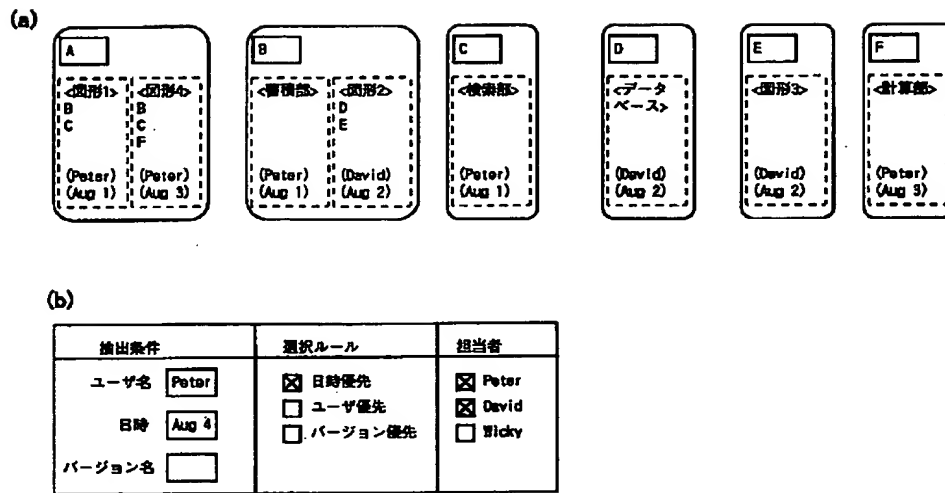 (a)
A B C D E F
<図形1> <図形4> <蓄積部> <図形2> <検索部> <データ <図形3> <計算部>
ベース>
B B D
C C E
F
(Peter) (Peter) (Peter) (David) (Peter) (David) (David) (Peter)
(Aug 1) (Aug 3) (Aug 1) (Aug 2) (Aug 1) (Aug 2) (Aug 2) (Aug 3)
(b)
抽出条件 選択ルール 担当者
ユーザ名 Peter 日時優先 Peter
日時 Aug 4 ユーザ優先 David
バージョン優先 Wicky
バージョン名